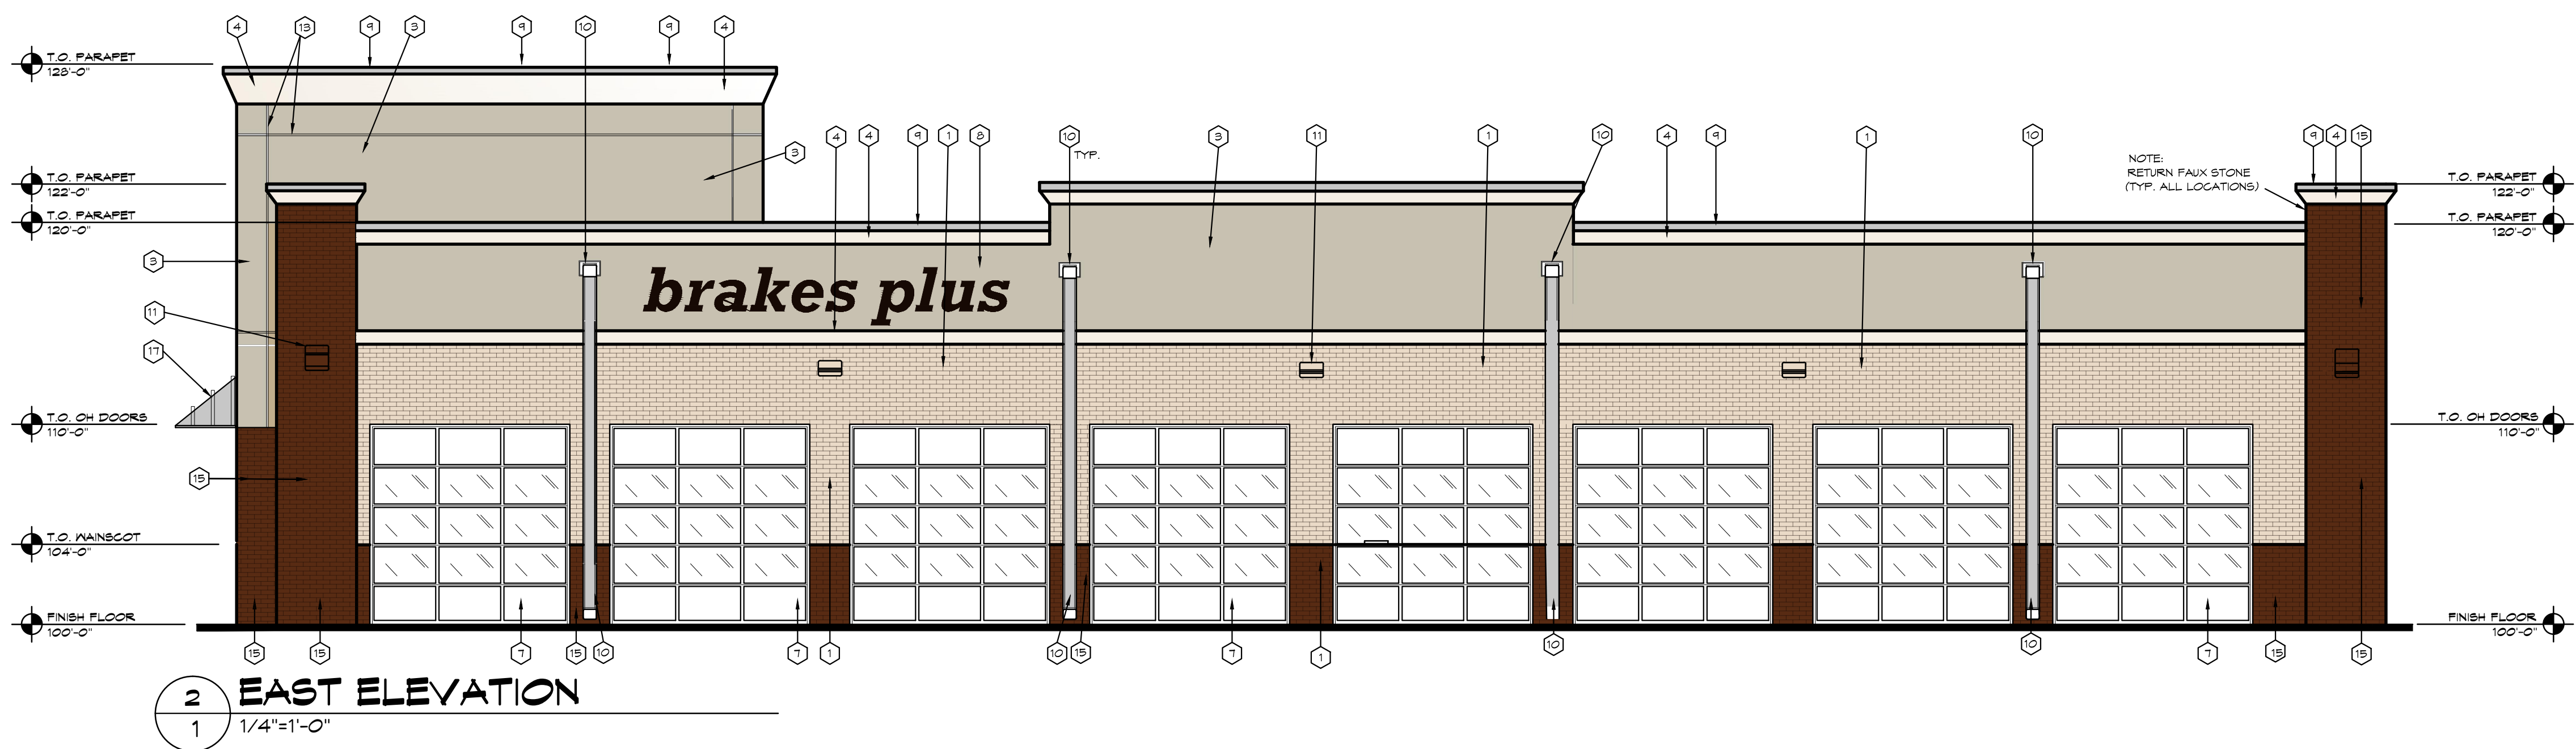 4 13 9 3 9 10 9 4
T.O. PARAPET
128'-0"
4 4 9 1 8 10 3 11 1 10 4 9 1 10 9 4 15
TYP.
3
NOTE:
RETURN FAUX STONE
(TYP. ALL LOCATIONS)
T.O. PARAPET
122'-0"
T.O. PARAPET
122'-0"
T.O. PARAPET
120'-0"
T.O. PARAPET
120'-0"
3
brakes plus
11
17
T.O. OH DOORS
110'-0"
T.O. OH DOORS
110'-0"
15
T.O. WAINSCOT
104'-0"
FINISH FLOOR
100'-0"
FINISH FLOOR
100'-0"
15 15 7 15 10 7 1 10 15 7 1 10 10 7 15 15
2 EAST ELEVATION
1 1/4"=1'-0"